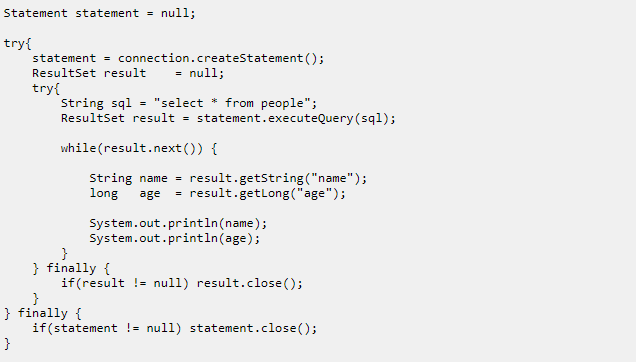 Statement statement = null;

try{
    statement = connection.createStatement();
    ResultSet result    = null;
    try{
        String sql = "select * from people";
        ResultSet result = statement.executeQuery(sql);

        while(result.next()) {

            String name = result.getString("name");
            long   age  = result.getLong("age");

            System.out.println(name);
            System.out.println(age);
        }
    } finally {
        if(result != null) result.close();
    }
} finally {
    if(statement != null) statement.close();
}